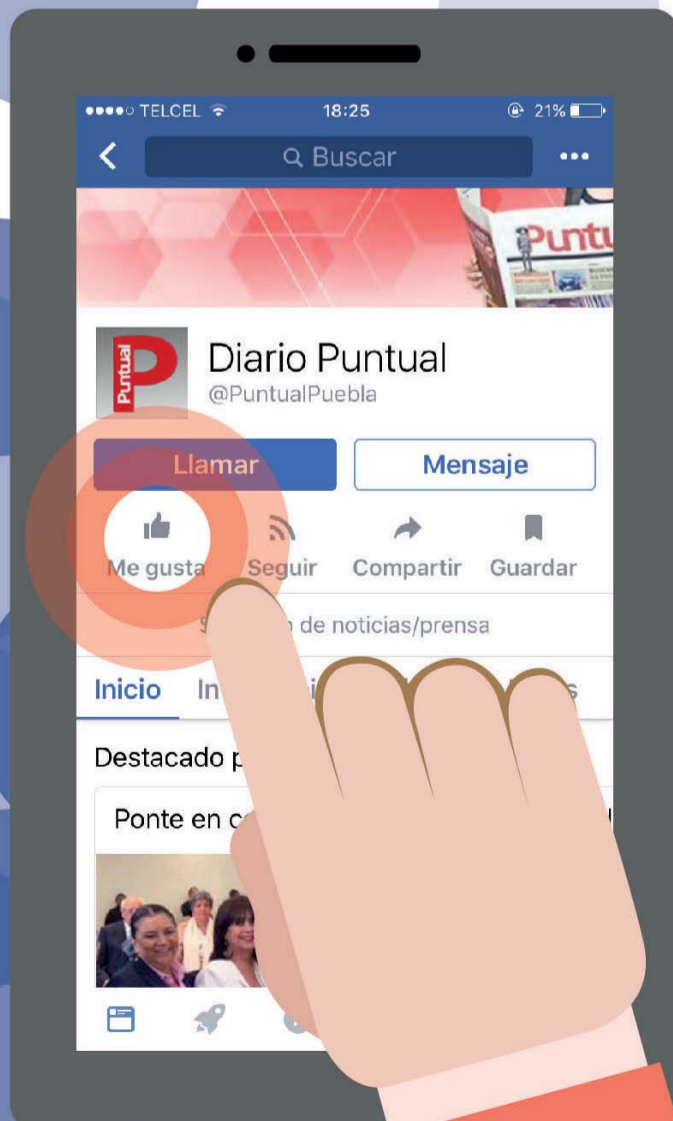 TELCEL 18:25 21%
Buscar
Puntu
Puntual
Diario Puntual
@PuntualPuebla
Llamar Mensaje
Me gusta Seguir Compartir Guardar
de noticias/prensa
Inicio In
Destacado p
Ponte en c